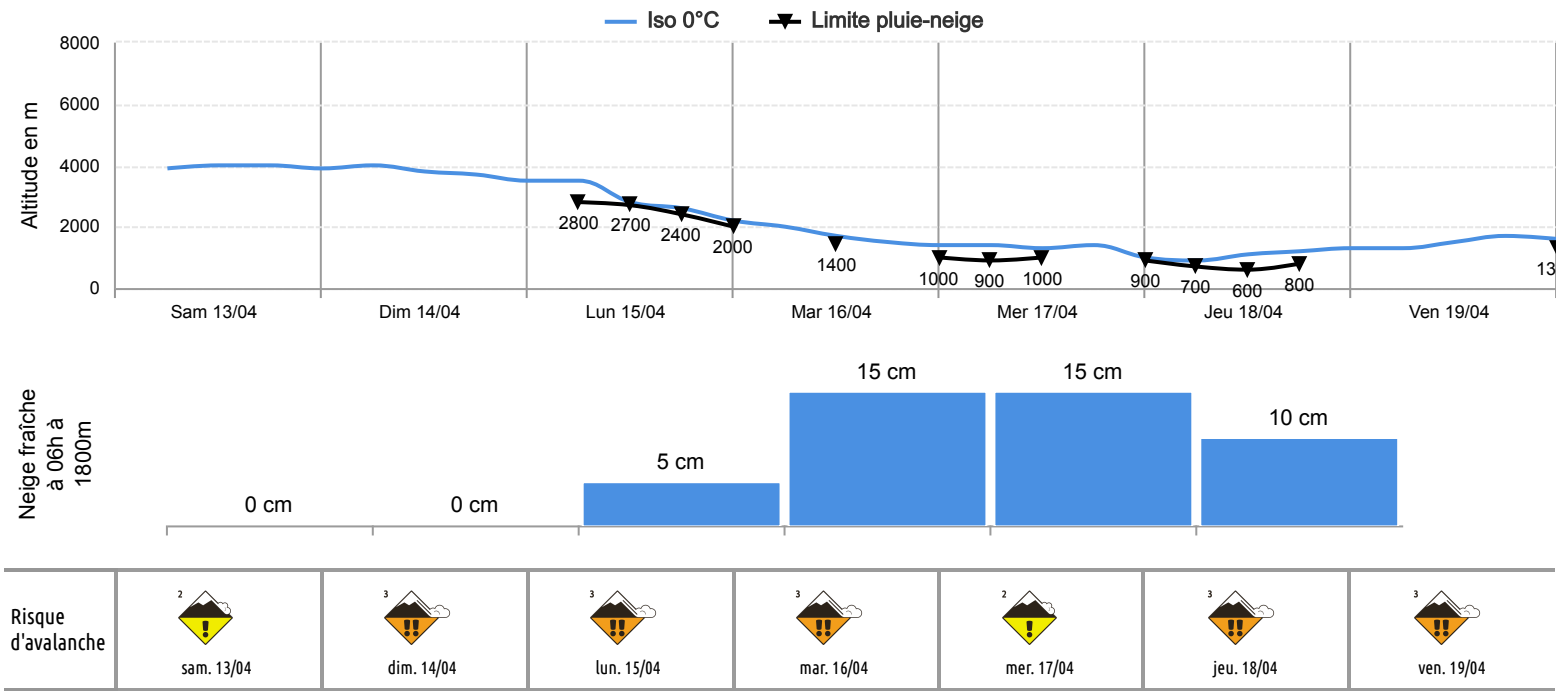 Iso 0°C Limite pluie-neige
Altitude en m
8000
6000
4000
2000
0
2800 2700 2400 2000 1400 1000 900 1000 900 700 600 800 13
Sam 13/04 Dim 14/04 Lun 15/04 Mar 16/04 Mer 17/04 Jeu 18/04 Ven 19/04
Neige fraîche
à 06h à
1800m
0 cm 0 cm 5 cm 15 cm 15 cm 10 cm
Risque
d'avalanche
2 3 3 3 2 3 3
! !! !! !! ! !! !!
sam. 13/04 dim. 14/04 lun. 15/04 mar. 16/04 mer. 17/04 jeu. 18/04 ven. 19/04